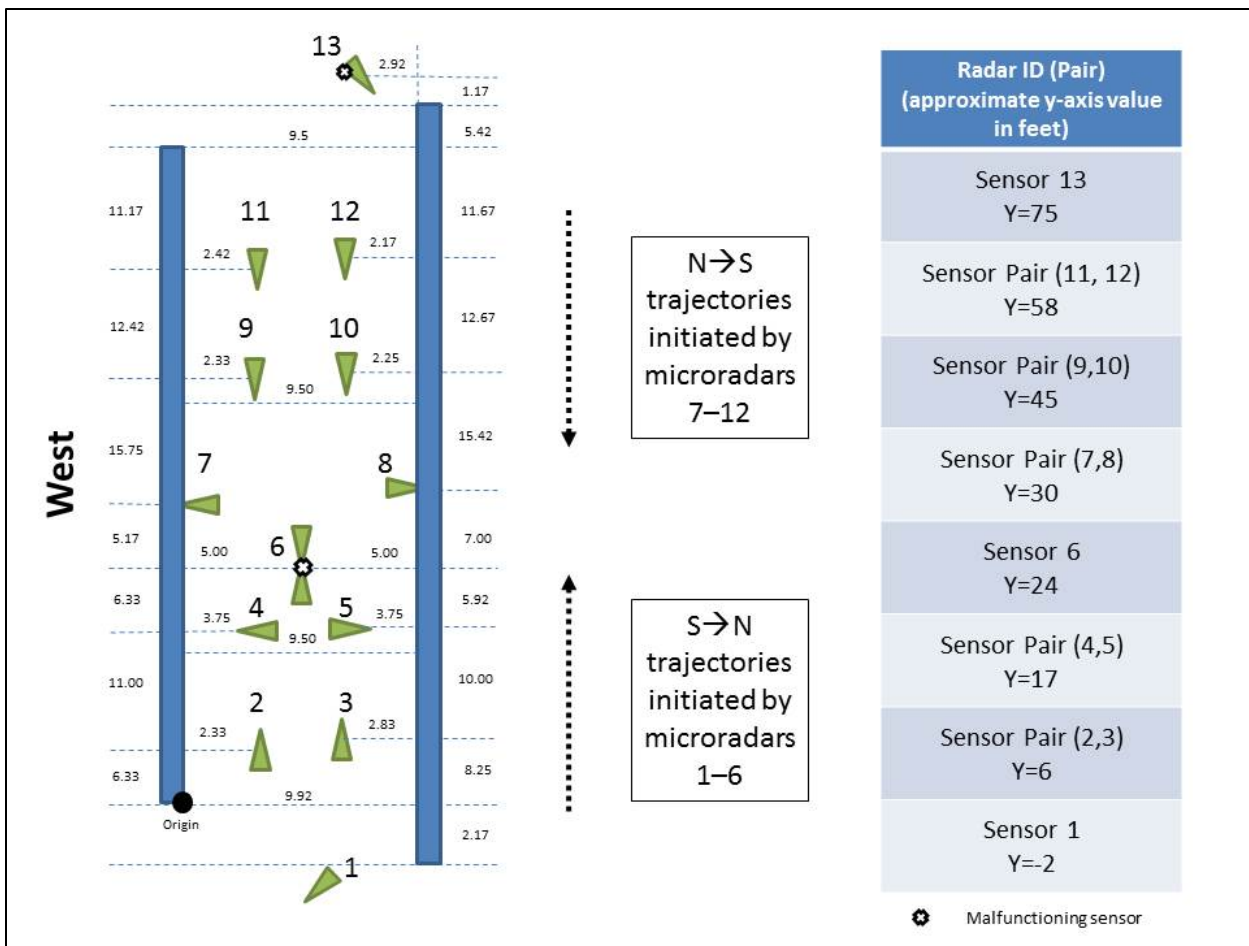 13
2.92
1.17
9.5
5.42
11.17
11
12
11.67
2.42
2.17
12.42
9
10
12.67
2.33
2.25
9.50
West
15.75
7
8
15.42
5.17
6
5.00
5.00
7.00
6.33
4
5
5.92
3.75
3.75
9.50
11.00
10.00
2
3
2.33
2.83
6.33
8.25
9.92
Origin
2.17
1
N→S
trajectories
initiated by
microradars
7–12
S→N
trajectories
initiated by
microradars
1–6
Radar ID (Pair)
(approximate y-axis value
in feet)
Sensor 13
Y=75
Sensor Pair (11, 12)
Y=58
Sensor Pair (9,10)
Y=45
Sensor Pair (7,8)
Y=30
Sensor 6
Y=24
Sensor Pair (4,5)
Y=17
Sensor Pair (2,3)
Y=6
Sensor 1
Y=-2
Malfunctioning sensor